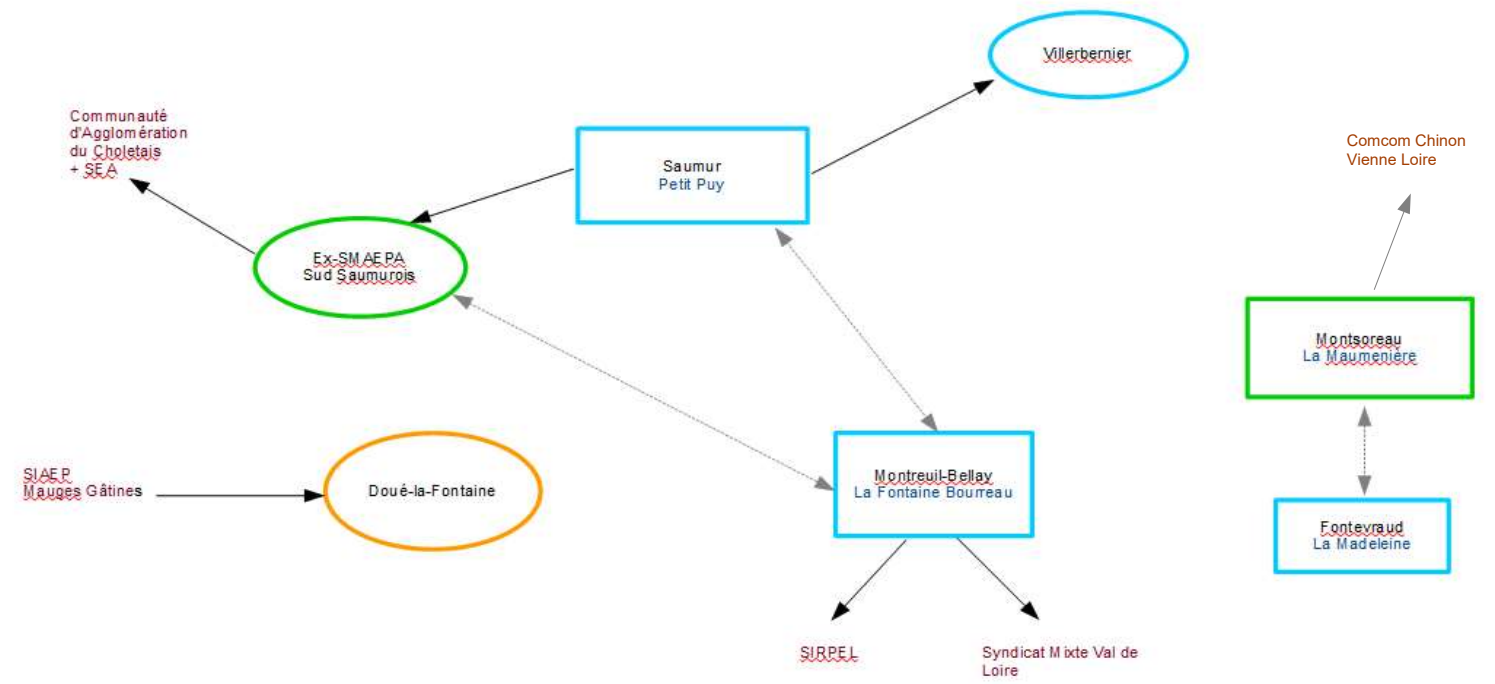 Villerbernier
Communauté
d'Agglomération
du Choletais
+ SEA
Saumur
Petit Puy
Comcom Chinon
Vienne Loire
Ex-SMAEPA
Sud Saumurois
Montsoreau
La Maumenière
SIAEP
Mauges Gâtines
Doué-la-Fontaine
Montreuil-Bellay
La Fontaine Bourreau
Fontevraud
La Madeleine
SIRPEL
Syndicat Mixte Val de
Loire